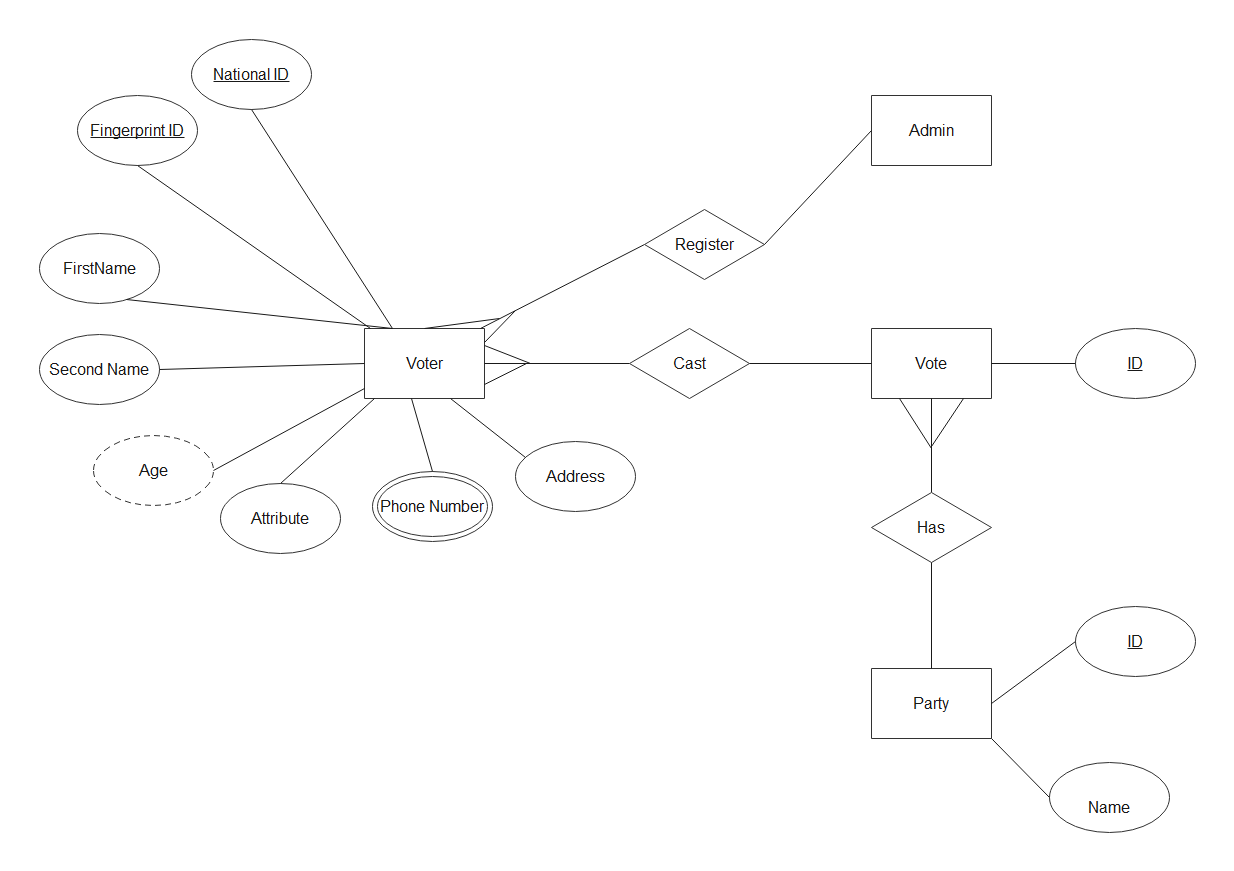 National ID
Fingerprint ID
Admin
Register
FirstName
Second Name
Voter
Cast
Vote
ID
Age
Attribute
Phone Number
Address
Has
ID
Party
Name